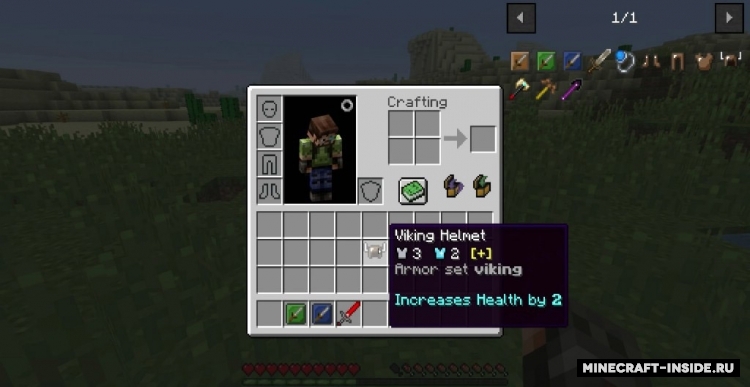 1/1
Crafting
Viking Helmet
3 2 [+]
Armor set viking
Increases Health by 2
MINECRAFT-INSIDE.RU